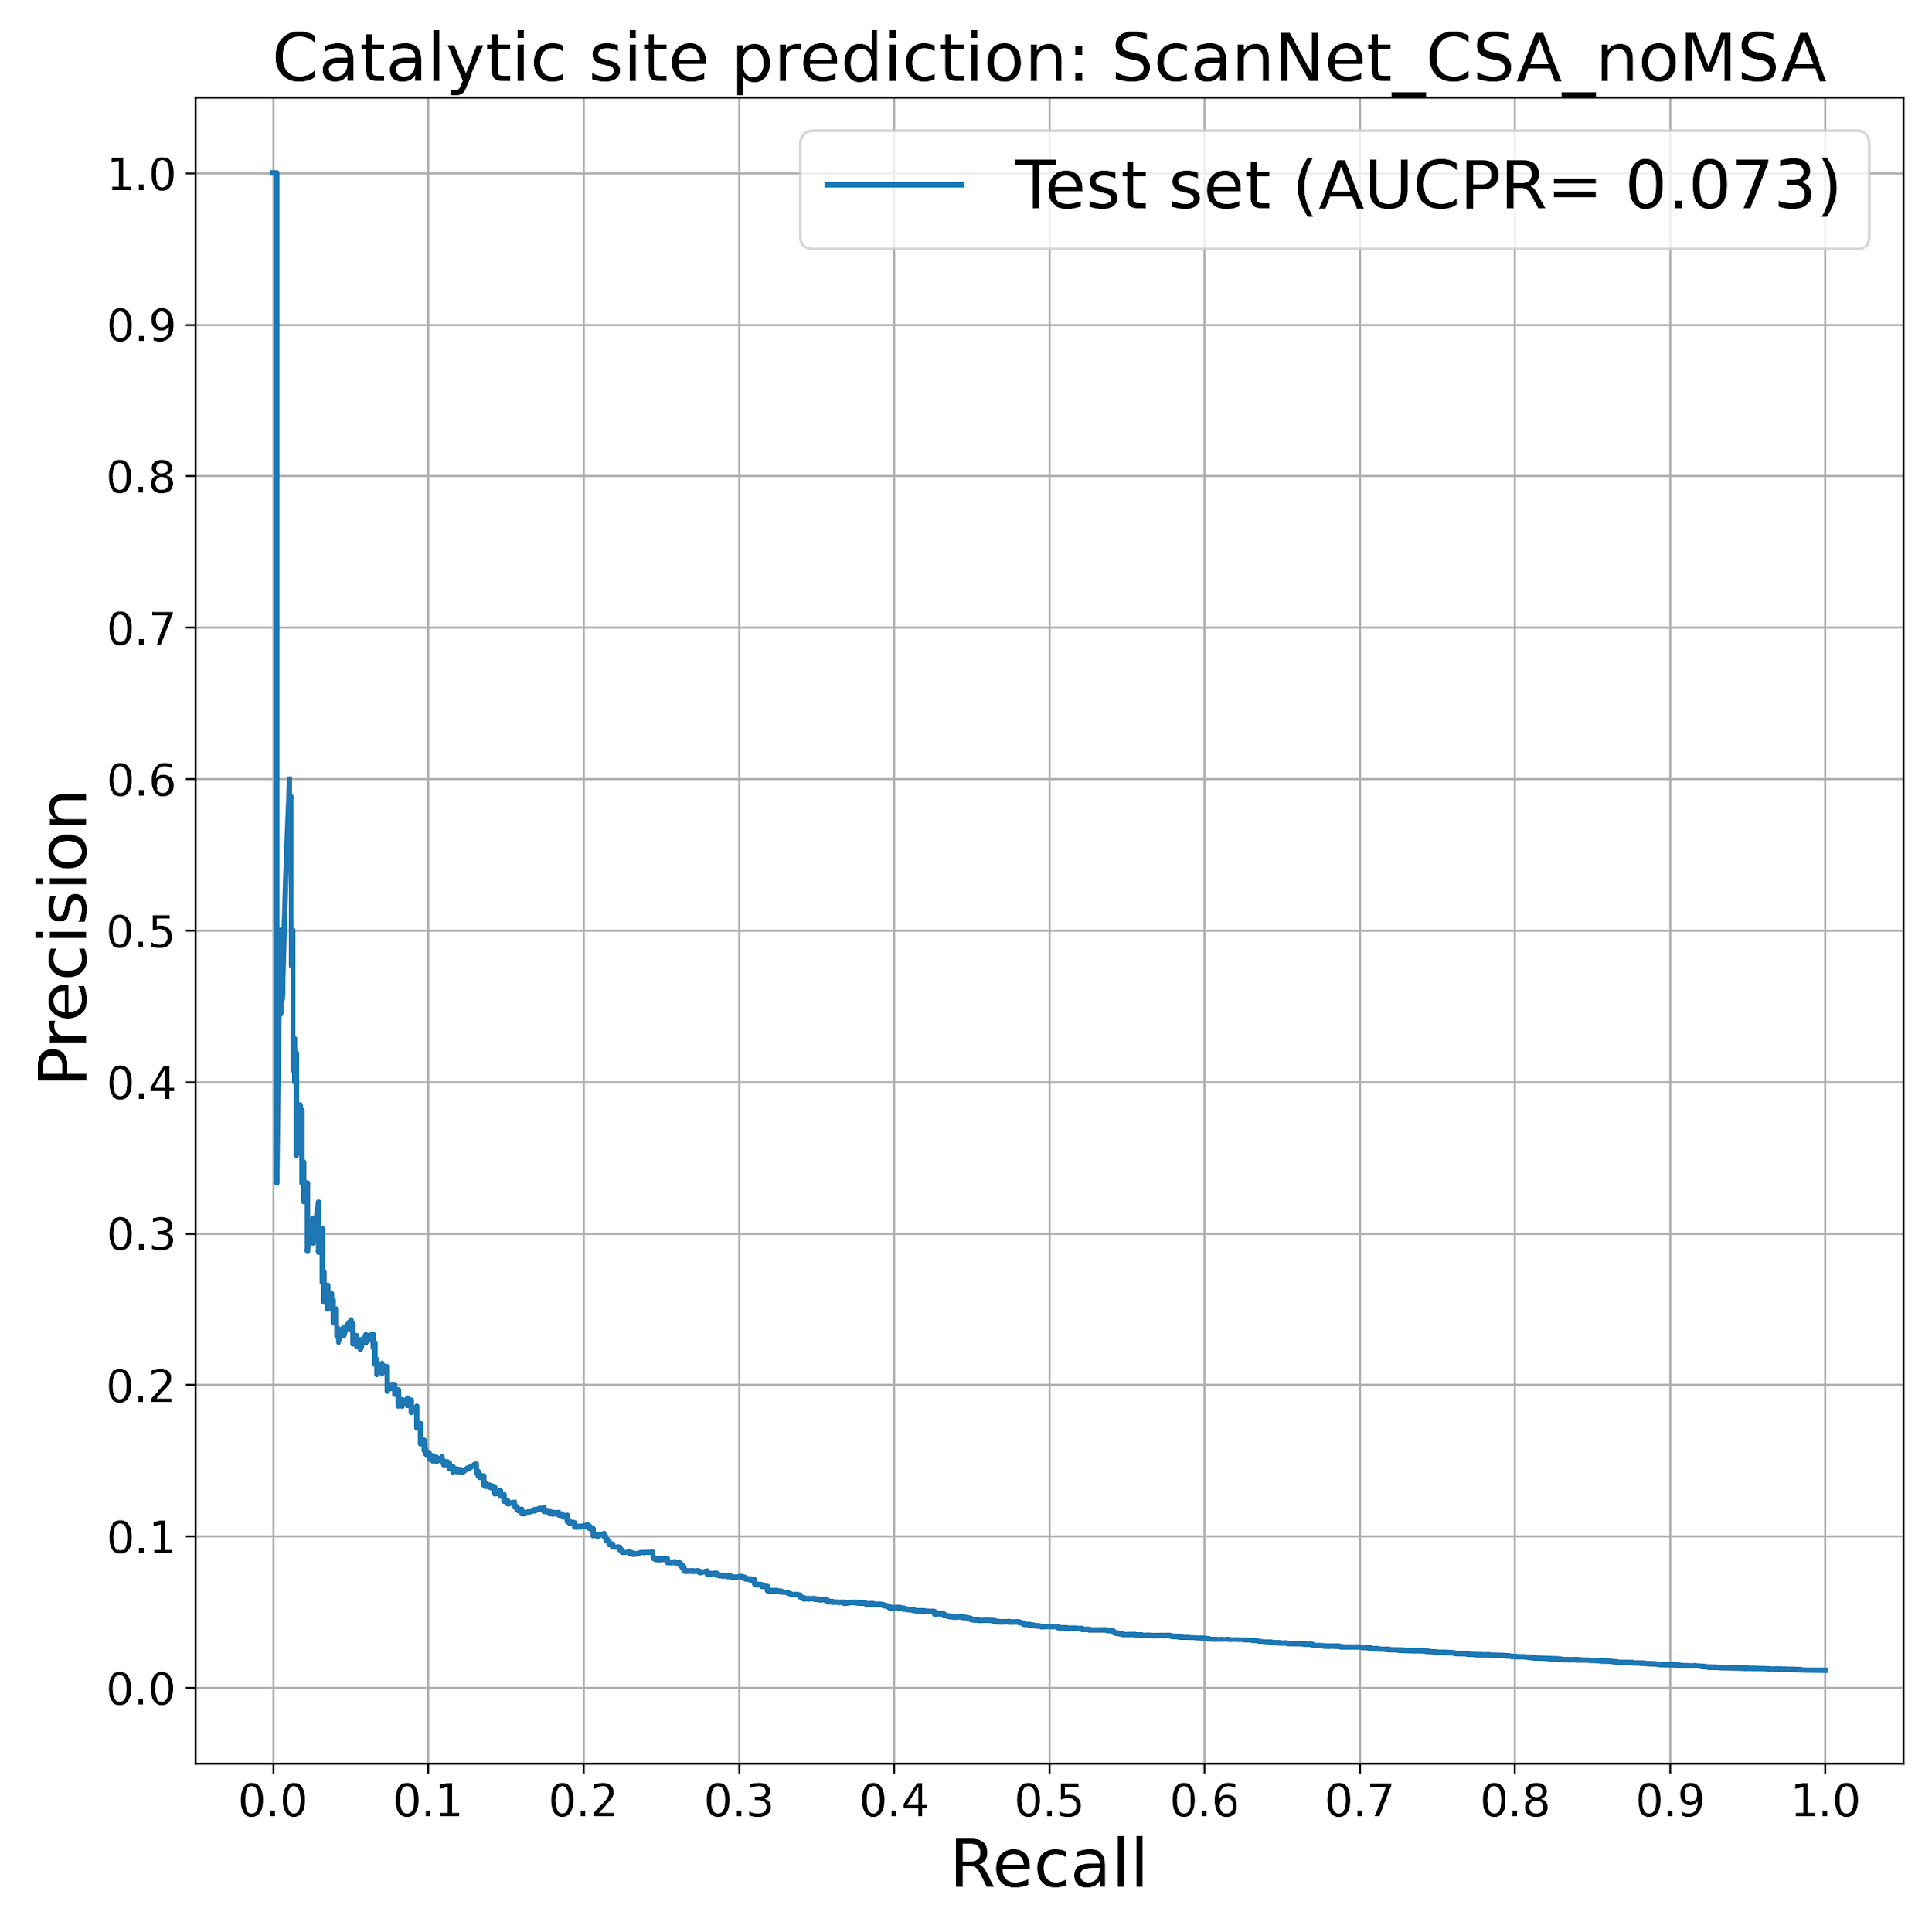 Catalytic site prediction: ScanNet_CSA_noMSA
Test set (AUCPR= 0.073)
Precision
1.0
0.9
0.8
0.7
0.6
0.5
0.4
0.3
0.2
0.1
0.0
0.0 0.1 0.2 0.3 0.4 0.5 0.6 0.7 0.8 0.9 1.0
Recall